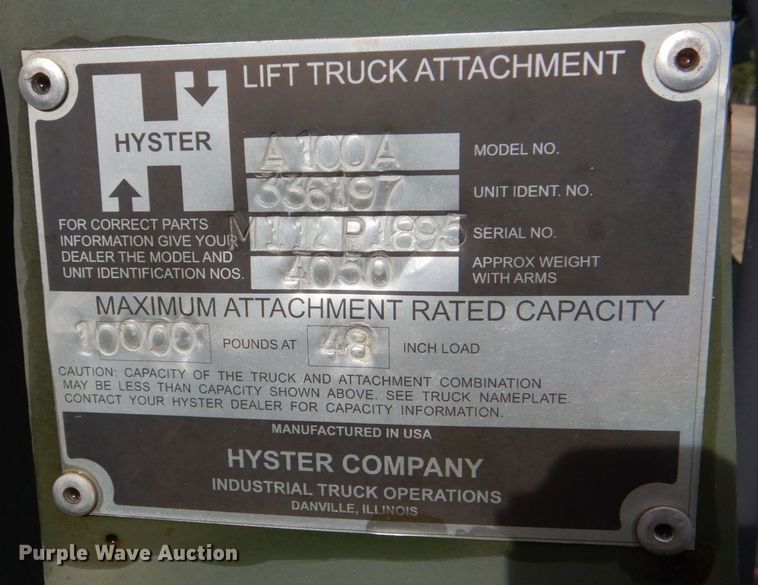 LIFT TRUCK ATTACHMENT
HYSTER
A100A MODEL NO.
336197 UNIT IDENT. NO.
FOR CORRECT PARTS
INFORMATION GIVE YOUR
DEALER THE MODEL AND
UNIT IDENTIFICATION NOS.
M112P1895 SERIAL NO.
4050 APPROX WEIGHT
WITH ARMS
MAXIMUM ATTACHMENT RATED CAPACITY
10000 POUNDS AT 48 INCH LOAD
CAUTION: CAPACITY OF THE TRUCK AND ATTACHMENT COMBINATION
MAY BE LESS THAN CAPACITY SHOWN ABOVE. SEE TRUCK NAMEPLATE.
CONTACT YOUR HYSTER DEALER FOR CAPACITY INFORMATION.
MANUFACTURED IN USA
HYSTER COMPANY
INDUSTRIAL TRUCK OPERATIONS
DANVILLE, ILLINOIS
Purple Wave Auction